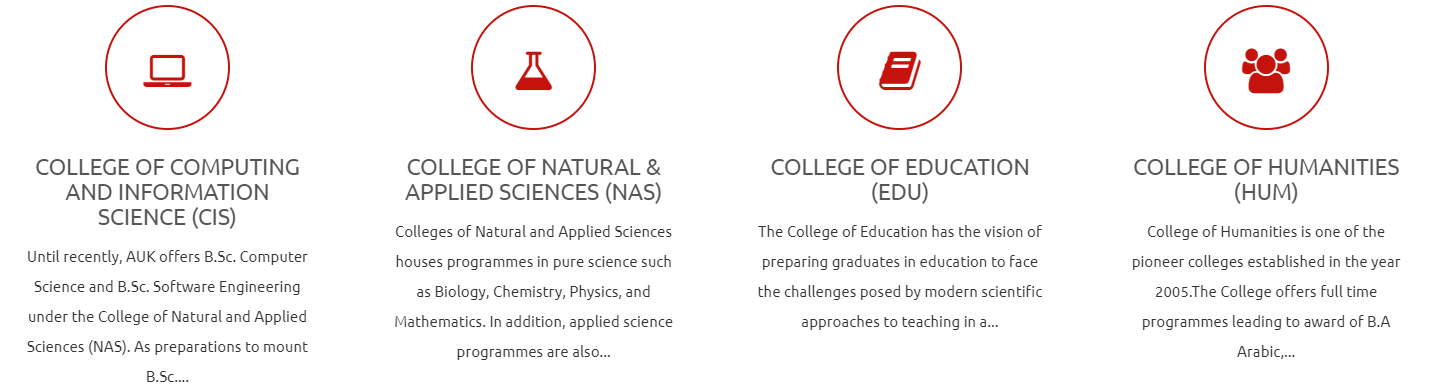 COLLEGE OF COMPUTING
AND INFORMATION
SCIENCE (CIS)
Until recently, AUK offers B.Sc. Computer
Science and B.Sc. Software Engineering
under the College of Natural and Applied
Sciences (NAS). As preparations to mount
B.Sc....
COLLEGE OF NATURAL &
APPLIED SCIENCES (NAS)
Colleges of Natural and Applied Sciences
houses programmes in pure science such
as Biology, Chemistry, Physics, and
Mathematics. In addition, applied science
programmes are also...
COLLEGE OF EDUCATION
(EDU)
The College of Education has the vision of
preparing graduates in education to face
the challenges posed by modern scientific
approaches to teaching in a...
COLLEGE OF HUMANITIES
(HUM)
College of Humanities is one of the
pioneer colleges established in the year
2005.The College offers full time
programmes leading to award of B.A
Arabic,...